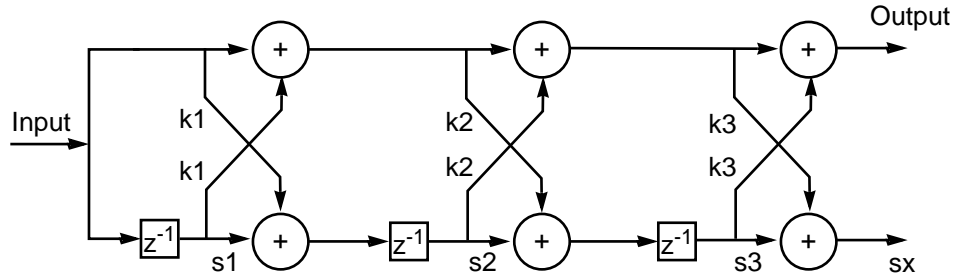 Output
+ + +
k1 k2 k3
Input
k1 k2 k3
z-1 + z-1 + z-1 +
s1 s2 s3 sx